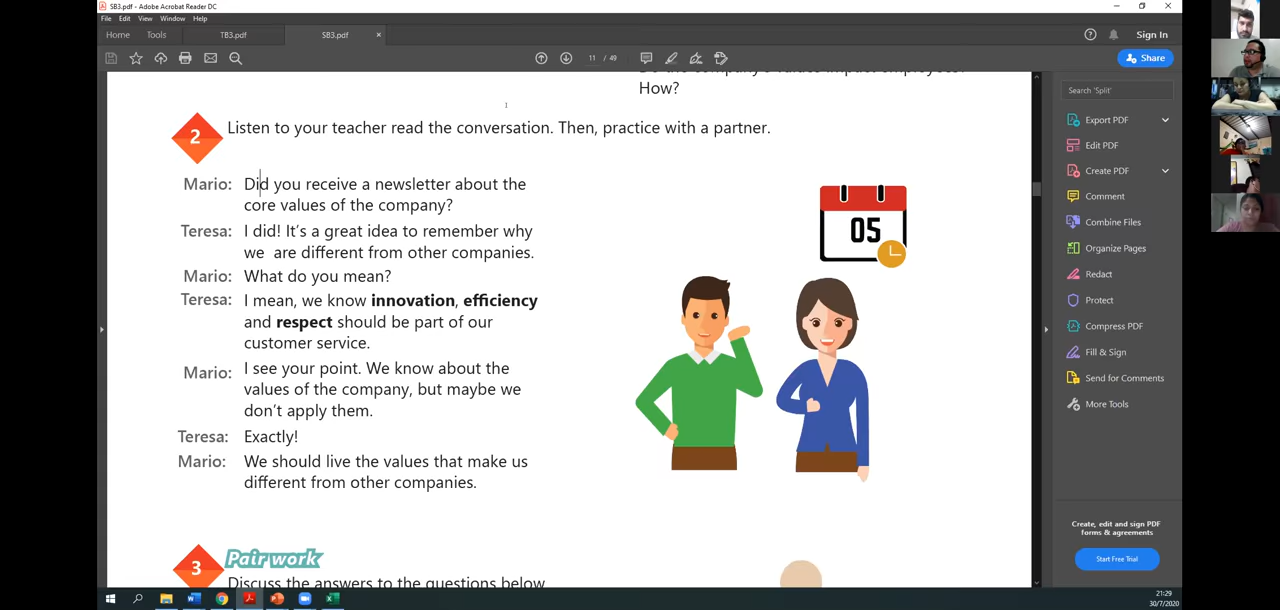 SB3.pdf - Adobe Acrobat Reader DC
File Edit View Window Help
Home Tools TB3.pdf SB3.pdf ×
Sign In
11 / 49
Share
Do the company's values impact employees?
How?
Search 'Split'
2
Listen to your teacher read the conversation. Then, practice with a partner.
Mario: Did you receive a newsletter about the
core values of the company?
Teresa: I did! It's a great idea to remember why
we are different from other companies.
Mario: What do you mean?
Teresa: I mean, we know innovation, efficiency
and respect should be part of our
customer service.
Mario: I see your point. We know about the
values of the company, but maybe we
don't apply them.
Teresa: Exactly!
Mario: We should live the values that make us
different from other companies.
05
3
Pair work
Discuss the answers to the questions below
Export PDF
Edit PDF
Create PDF
Comment
Combine Files
Organize Pages
Redact
Protect
Compress PDF
Fill & Sign
Send for Comments
More Tools
Create, edit and sign PDF
forms & agreements
Start Free Trial
21:29
30/7/2020